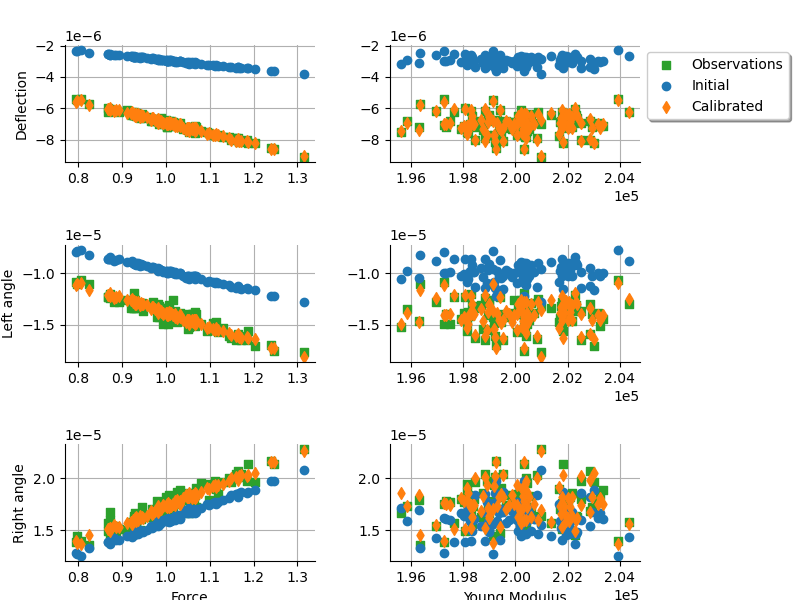 1e−6
1e−6
Deflection
−2
−4
−6
−8
−2
−4
−6
−8
0.8 0.9 1.0 1.1 1.2 1.3
1.96 1.98 2.00 2.02 2.04
1e5
Observations
Initial
Calibrated
1e−5
1e−5
Left angle
−1.0
−1.5
−1.0
−1.5
0.8 0.9 1.0 1.1 1.2 1.3
1.96 1.98 2.00 2.02 2.04
1e5
1e−5
1e−5
Right angle
2.0
1.5
2.0
1.5
0.8 0.9 1.0 1.1 1.2 1.3
1.96 1.98 2.00 2.02 2.04
1e5
Force
Young Modulus